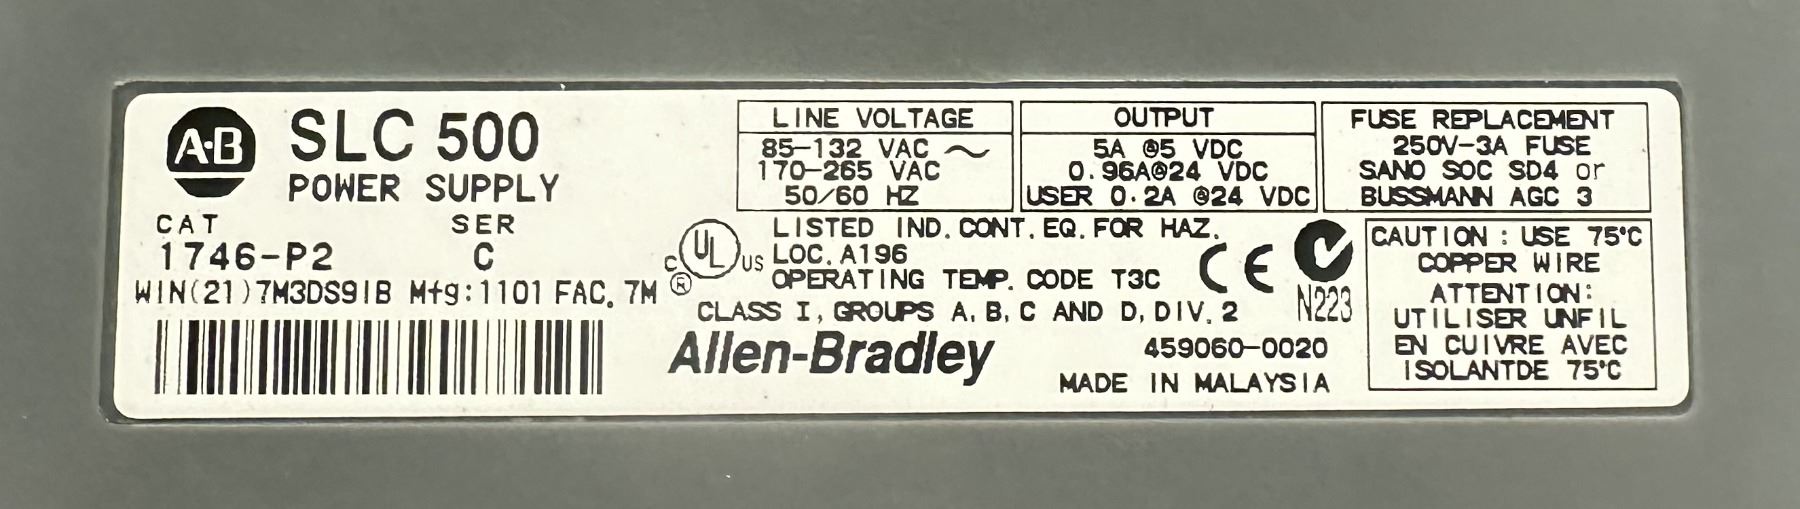 A·B
SLC 500
POWER SUPPLY
CAT SER
1746-P2 C
WIN(21)7M3DS9IB Mfg:1101 FAC. 7M
LINE VOLTAGE
85-132 VAC ～
170-265 VAC
50/60 HZ
OUTPUT
5A @5 VDC
0.96A@24 VDC
USER 0.2A @24 VDC
FUSE REPLACEMENT
250V-3A FUSE
SANO SOC SD4 or
BUSSMANN AGC 3
C UL US ®
LISTED IND. CONT. EQ. FOR HAZ.
LOC. A196
OPERATING TEMP. CODE T3C
CLASS I, GROUPS A, B, C AND D, DIV. 2
CE
N223
Allen-Bradley
459060-0020
MADE IN MALAYSIA
CAUTION : USE 75°C
COPPER WIRE
ATTENTION:
UTILISER UNFIL
EN CUIVRE AVEC
ISOLANTDE 75°C